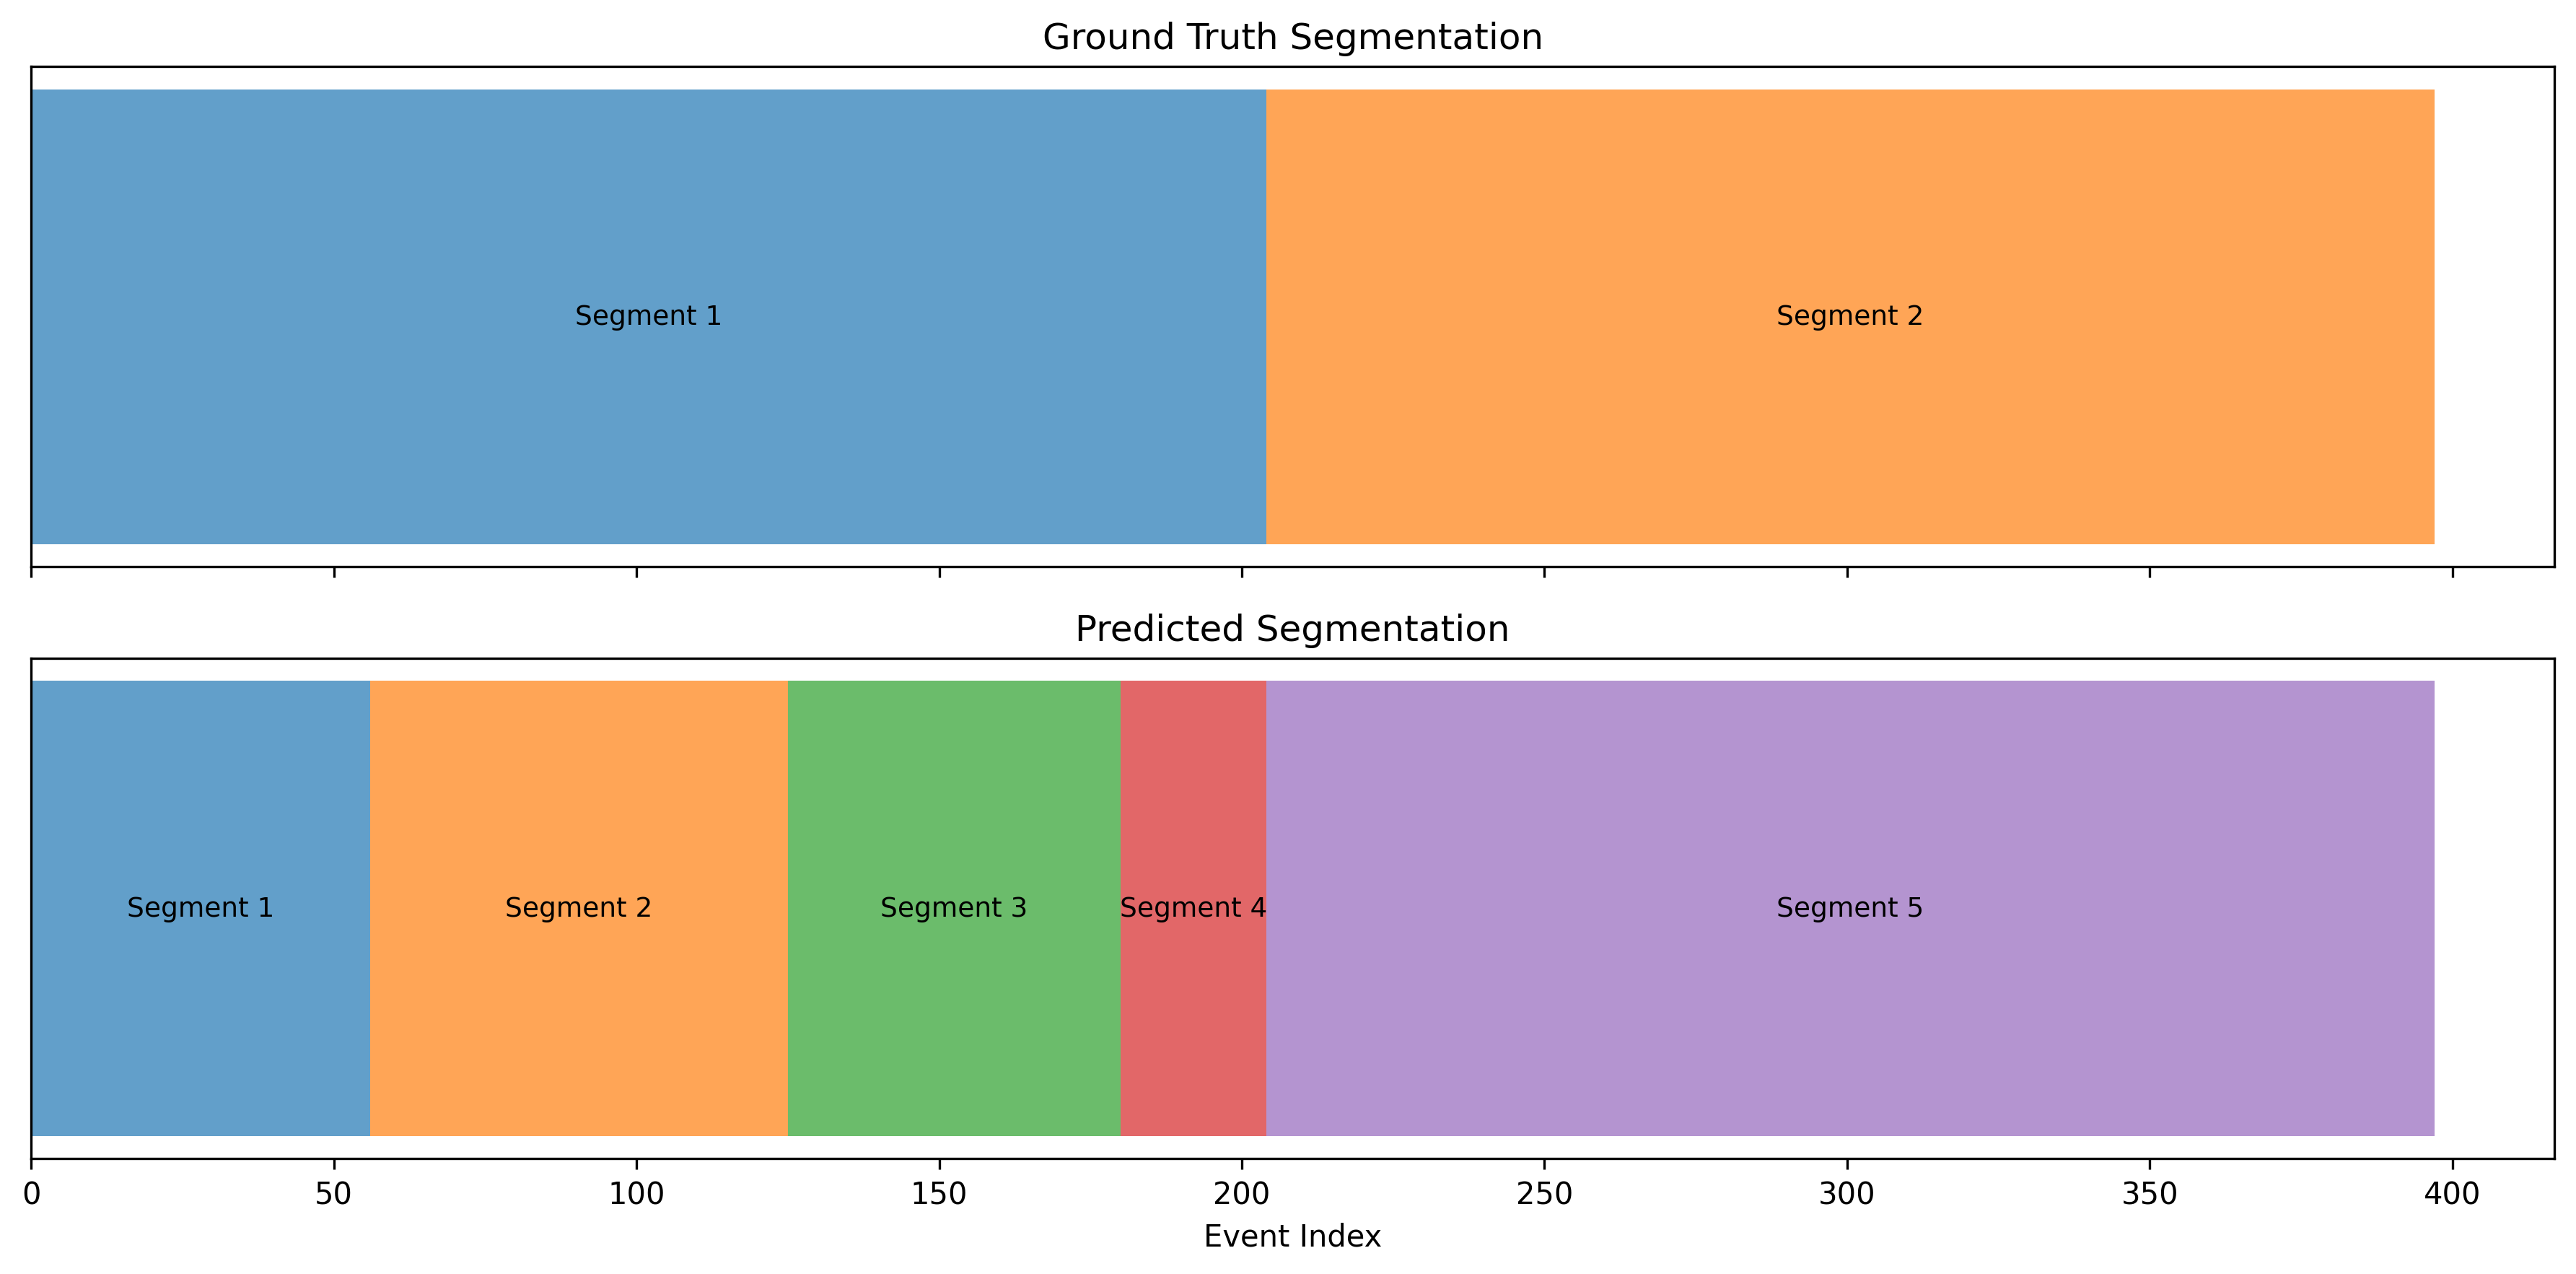 Ground Truth Segmentation
Segment 1 Segment 2
Predicted Segmentation
Segment 1 Segment 2 Segment 3 Segment 4 Segment 5
0 50 100 150 200 250 300 350 400
Event Index